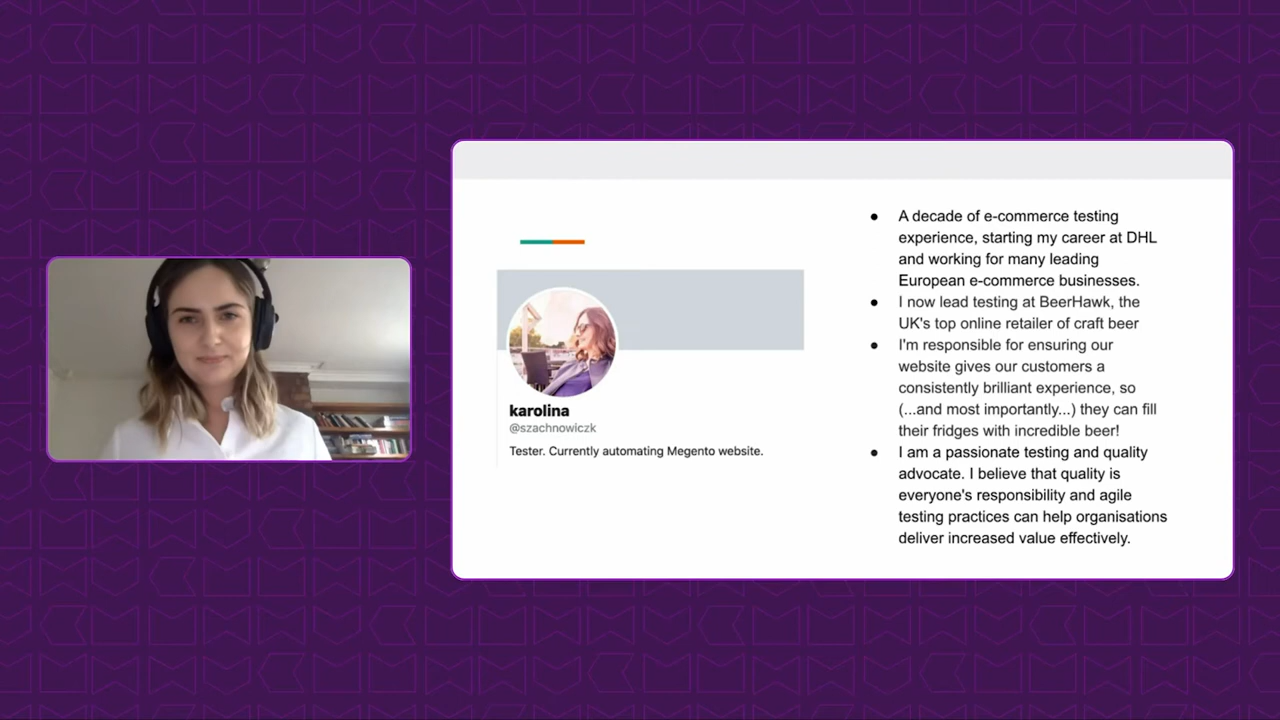 karolina
@szachnowiczk
Tester. Currently automating Megento website.
● A decade of e-commerce testing
experience, starting my career at DHL
and working for many leading
European e-commerce businesses.
● I now lead testing at BeerHawk, the
UK's top online retailer of craft beer
● I'm responsible for ensuring our
website gives our customers a
consistently brilliant experience, so
(...and most importantly...) they can fill
their fridges with incredible beer!
● I am a passionate testing and quality
advocate. I believe that quality is
everyone's responsibility and agile
testing practices can help organisations
deliver increased value effectively.